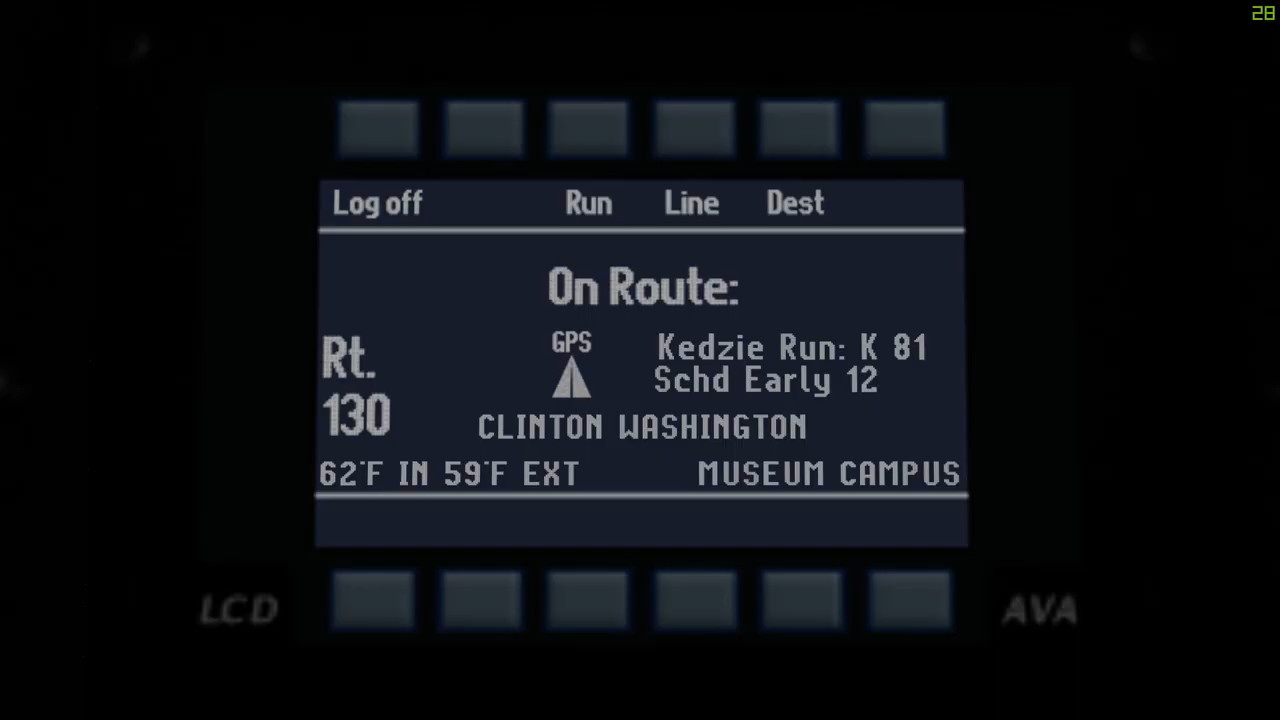 28
Log off Run Line Dest
On Route:
Rt.
130
GPS
Kedzie Run: K 81
Schd Early 12
CLINTON WASHINGTON
62°F IN 59°F EXT MUSEUM CAMPUS
LCD AVA